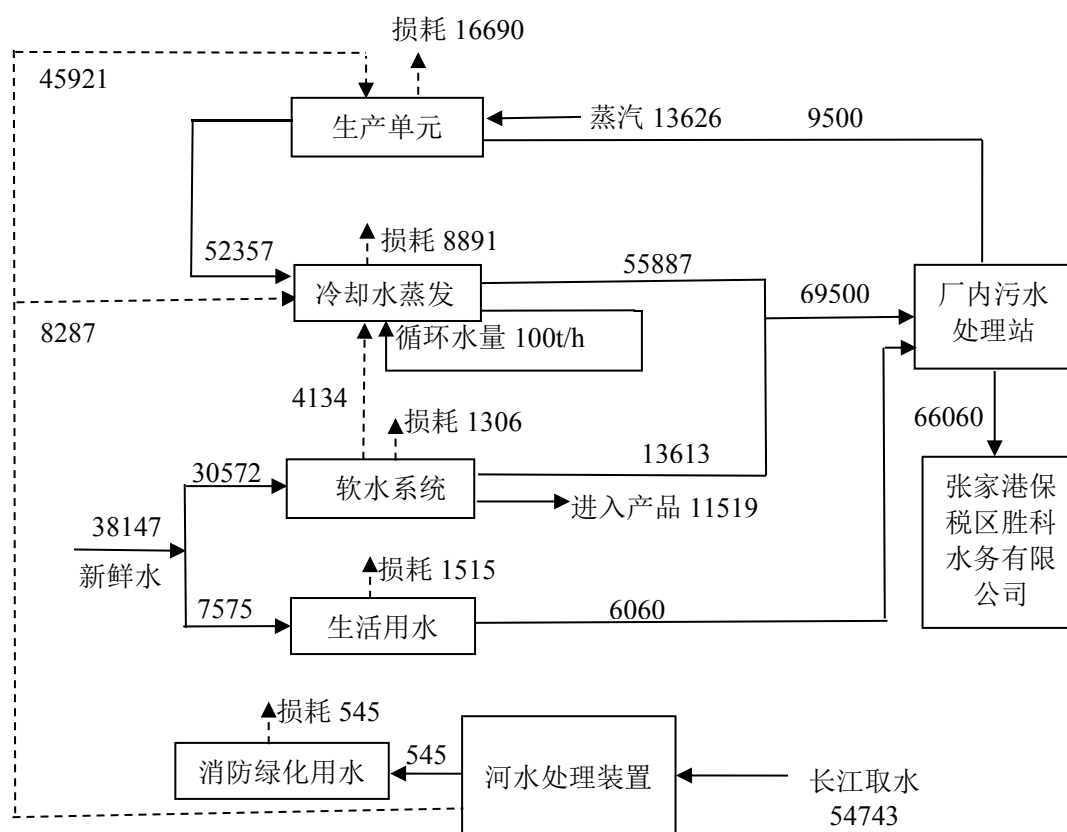 损耗 16690
45921
生产单元
蒸汽 13626
9500
52357
损耗 8891
冷却水蒸发
55887
69500
厂内污水
处理站
8287
循环水量 100t/h
4134
损耗 1306
66060
30572
软水系统
13613
进入产品 11519
38147
新鲜水
张家港保
税区胜科
水务有限
公司
损耗 1515
7575
生活用水
6060
损耗 545
消防绿化用水
545
河水处理装置
长江取水
54743